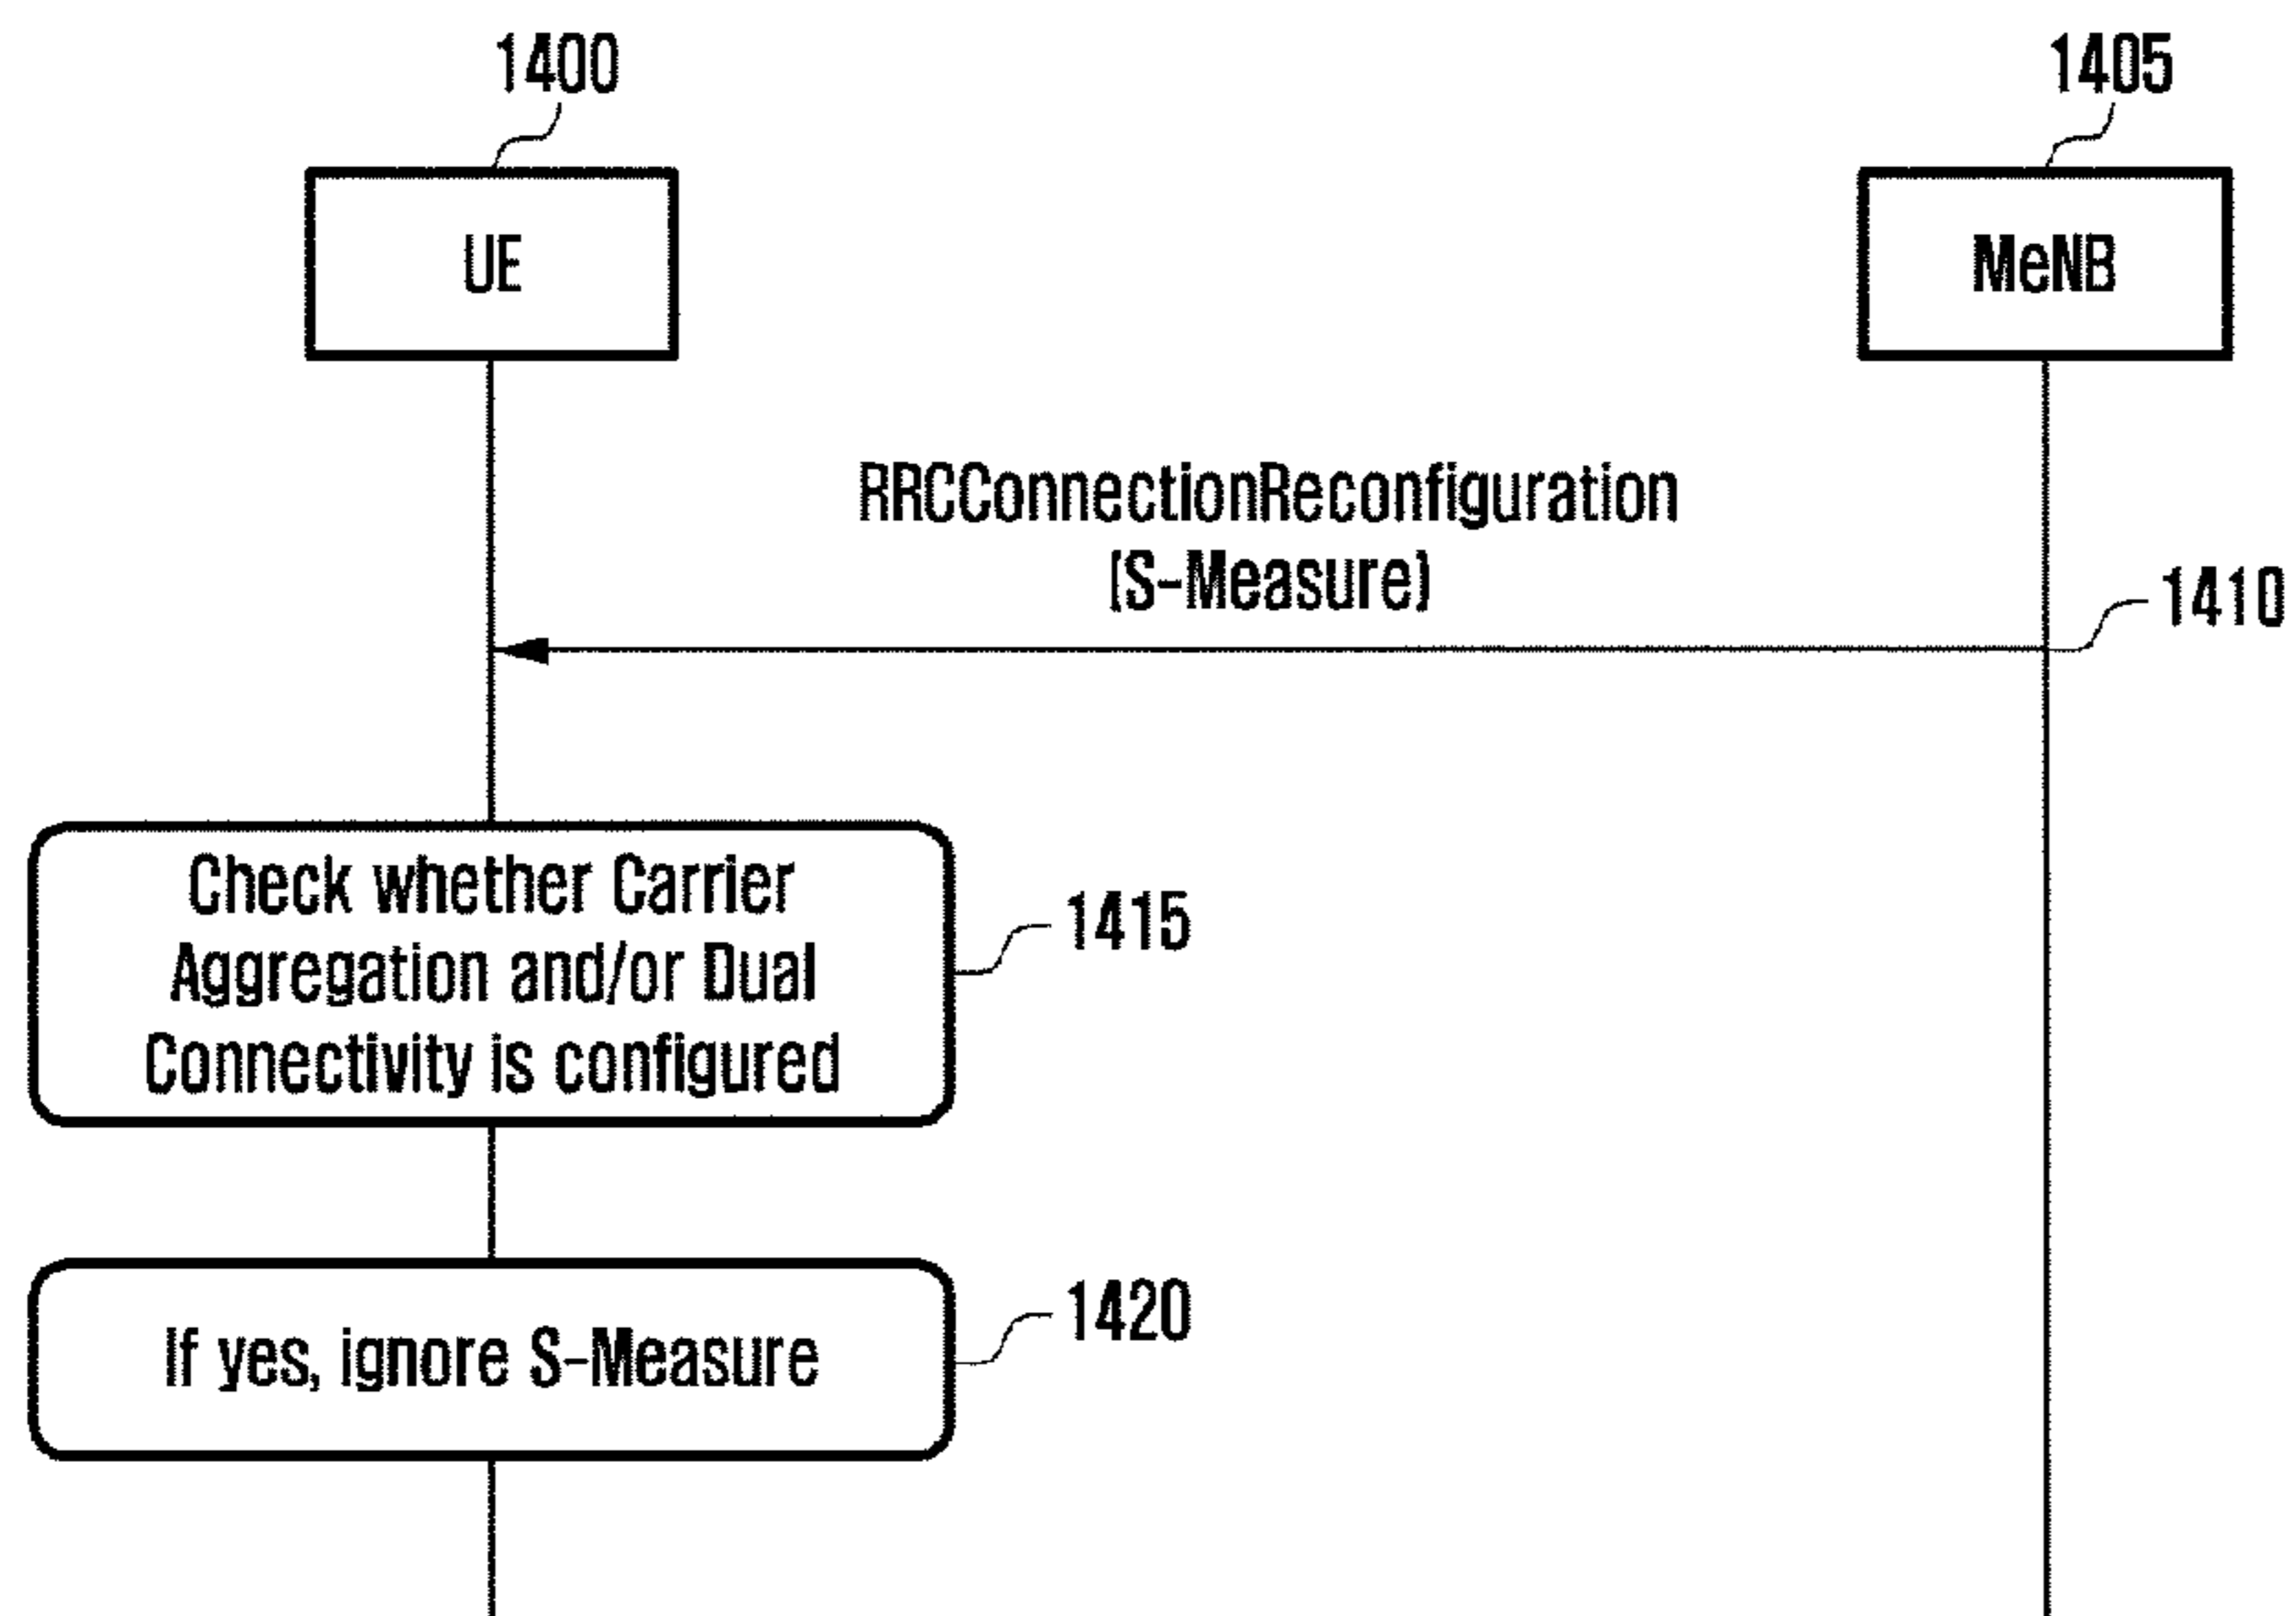 1400
1405
UE
MeNB
RRCConnectionReconfiguration
(S-Measure)
1410
Check whether Carrier
Aggregation and/or Dual
Connectivity is configured
1415
If yes, ignore S-Measure
1420